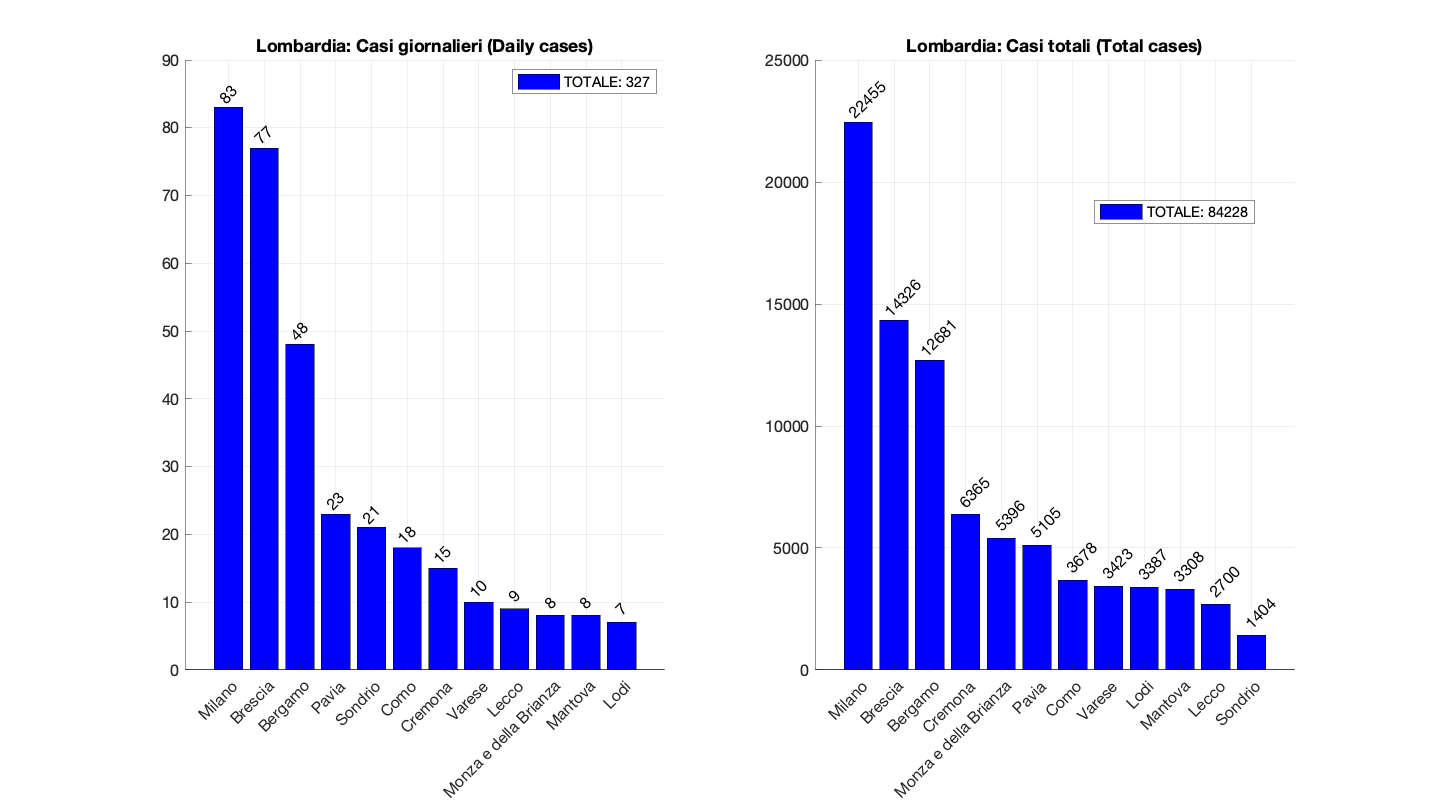 Lombardia: Casi giornalieri (Daily cases)
TOTALE: 327
90
80
70
60
50
40
30
20
10
0
83
77
48
23
21
18
15
10
9
8
8
7
Milano
Brescia
Bergamo
Pavia
Sondrio
Como
Cremona
Varese
Lecco
Monza e della Brianza
Mantova
Lodi
Lombardia: Casi totali (Total cases)
TOTALE: 84228
25000
20000
15000
10000
5000
0
22455
14326
12681
6365
5396
5105
3678
3423
3387
3308
2700
1404
Milano
Brescia
Bergamo
Cremona
Monza e della Brianza
Pavia
Como
Varese
Lodi
Mantova
Lecco
Sondrio